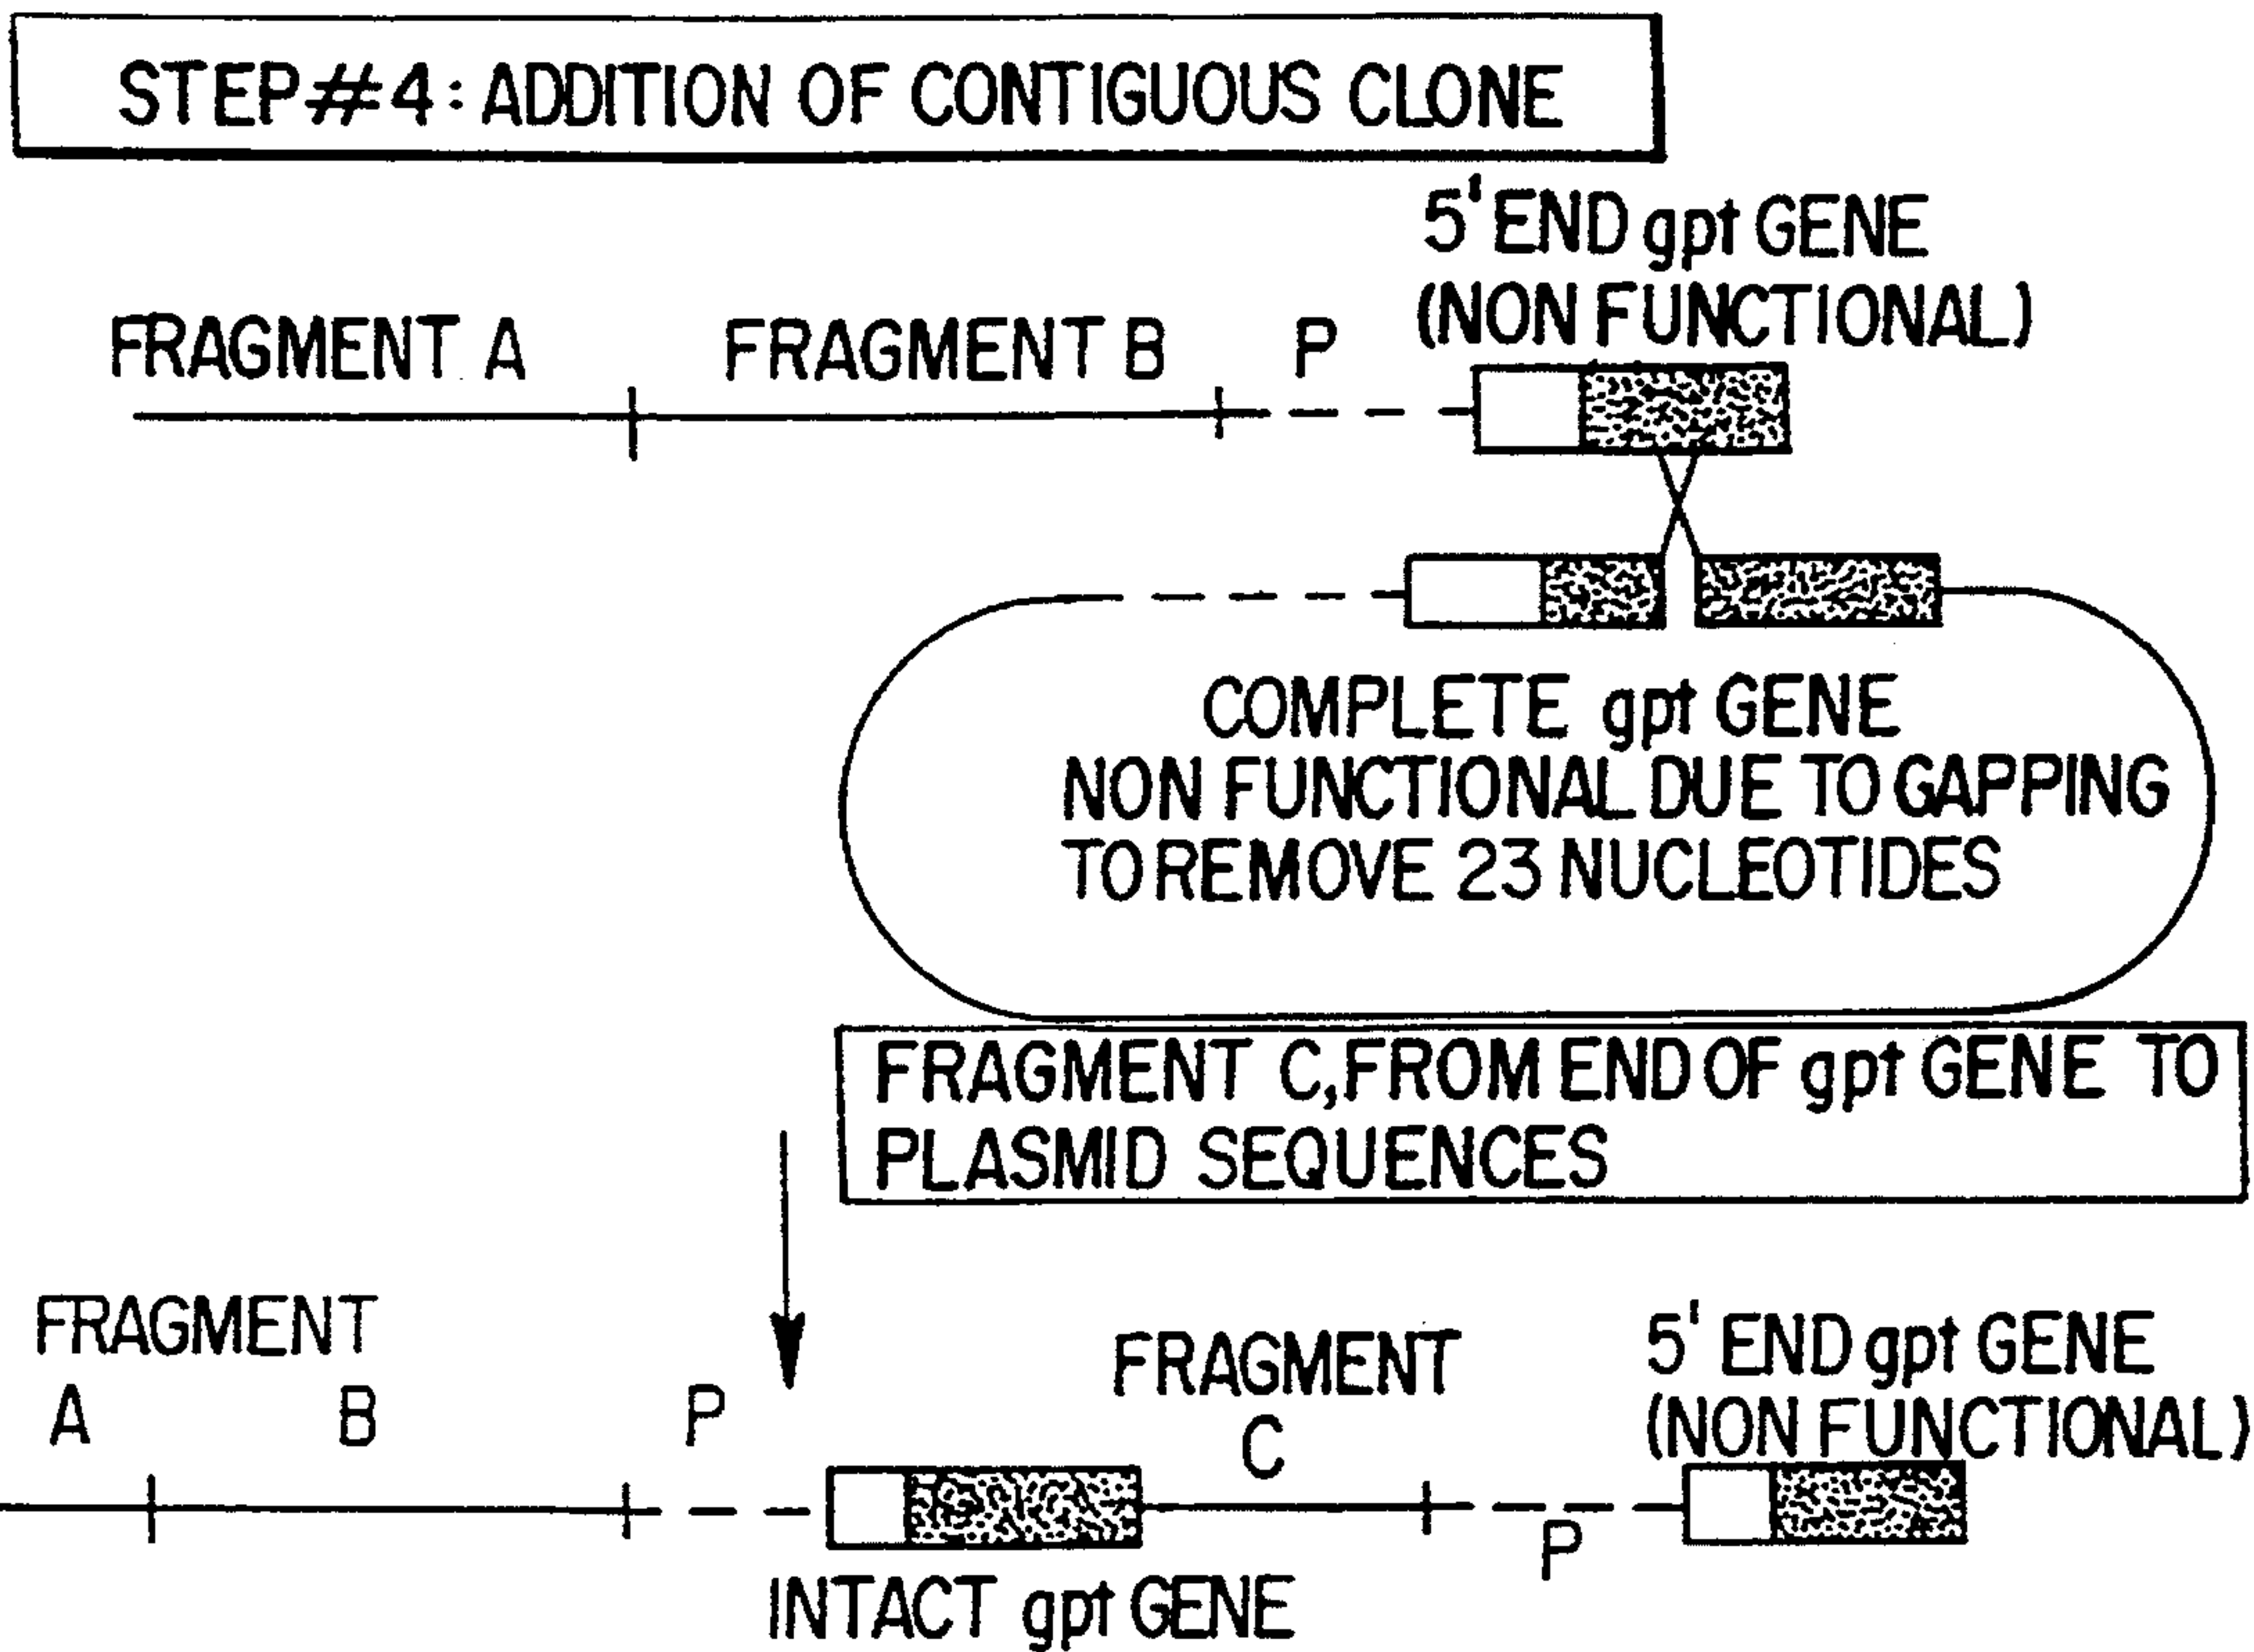 STEP #4: ADDITION OF CONTIGUOUS CLONE
5' END gpt GENE
(NON FUNCTIONAL)
FRAGMENT A
FRAGMENT B
P
COMPLETE gpt GENE
NON FUNCTIONAL DUE TO GAPPING
TO REMOVE 23 NUCLEOTIDES
FRAGMENT C, FROM END OF gpt GENE TO
PLASMID SEQUENCES
FRAGMENT
A
B
P
FRAGMENT
C
5' END gpt GENE
(NON FUNCTIONAL)
P
INTACT gpt GENE